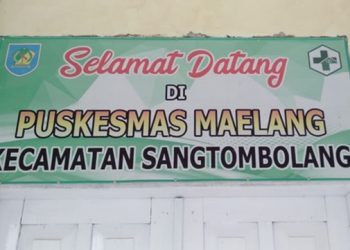 Selamat Datang
DI
PUSKESMAS MAELANG
KECAMATAN SANGTOMBOLANG